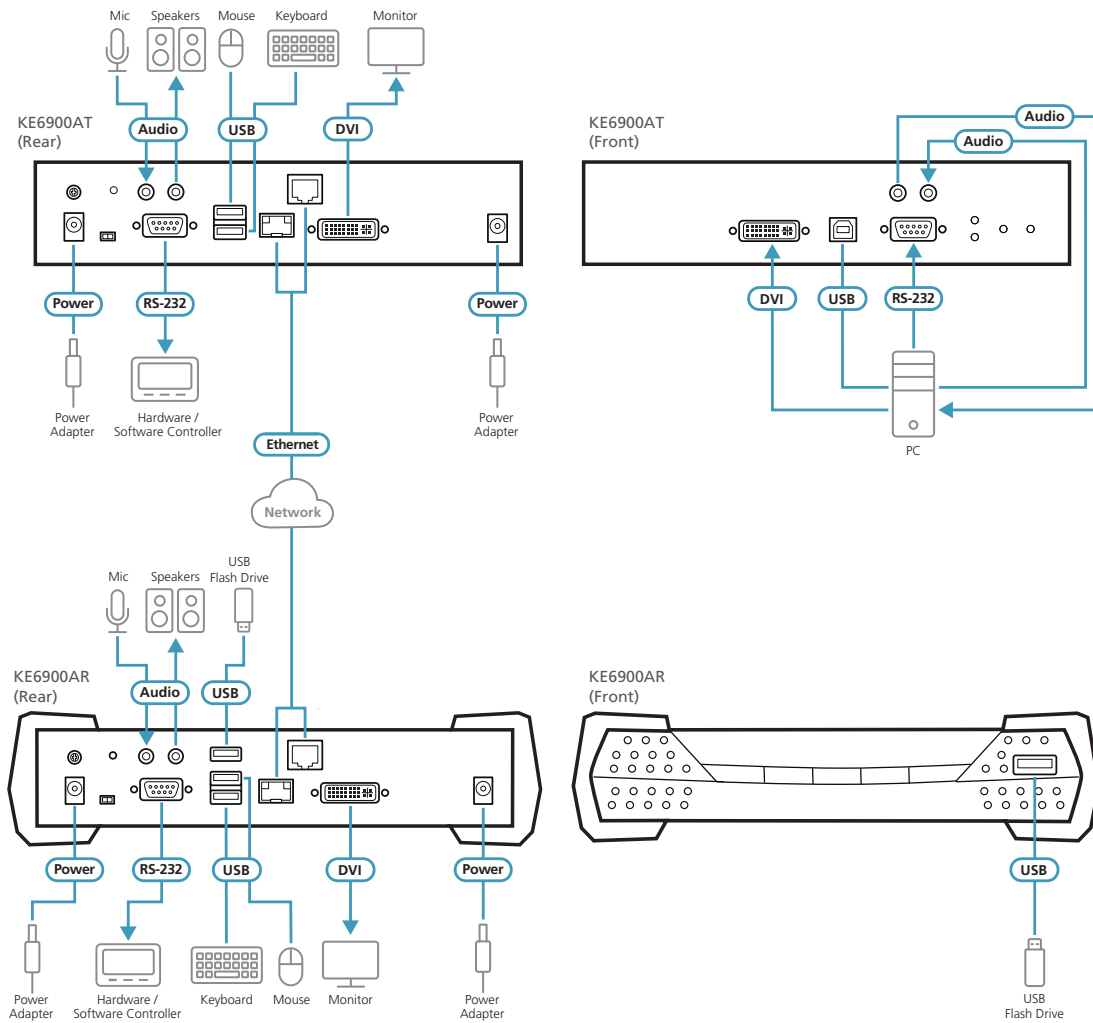 Mic
Speakers
Mouse
Keyboard
Monitor
KE6900AT
(Rear)
Audio
USB
DVI
Power
RS-232
Power
Power
Adapter
Hardware /
Software Controller
Power
Adapter
Ethernet
Network
KE6900AT
(Front)
Audio
Audio
DVI
USB
RS-232
PC
Mic
Speakers
USB
Flash Drive
KE6900AR
(Rear)
Audio
USB
Power
RS-232
USB
DVI
Power
Power
Adapter
Hardware /
Software Controller
Keyboard
Mouse
Monitor
Power
Adapter
KE6900AR
(Front)
USB
USB
Flash Drive